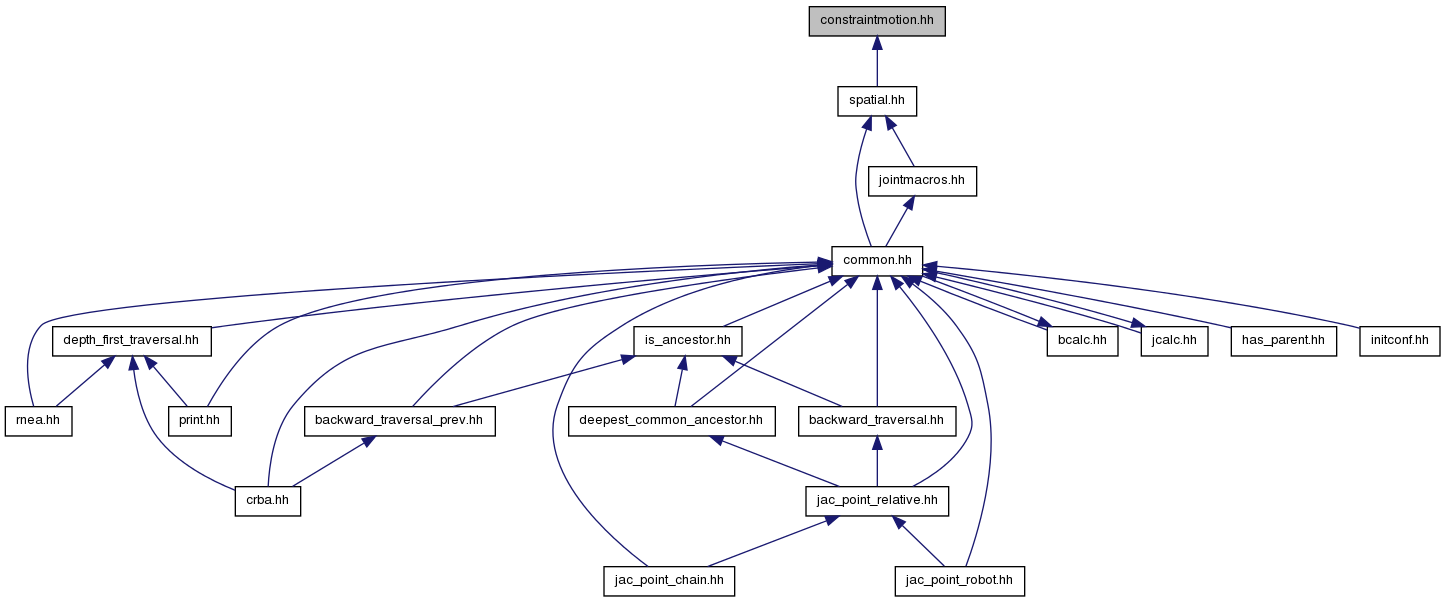 constraintmotion.hh
spatial.hh
jointmacros.hh
common.hh
depth_first_traversal.hh
is_ancestor.hh
bcalc.hh
jcalc.hh
has_parent.hh
initconf.hh
rnea.hh
print.hh
backward_traversal_prev.hh
deepest_common_ancestor.hh
backward_traversal.hh
crba.hh
jac_point_relative.hh
jac_point_chain.hh
jac_point_robot.hh